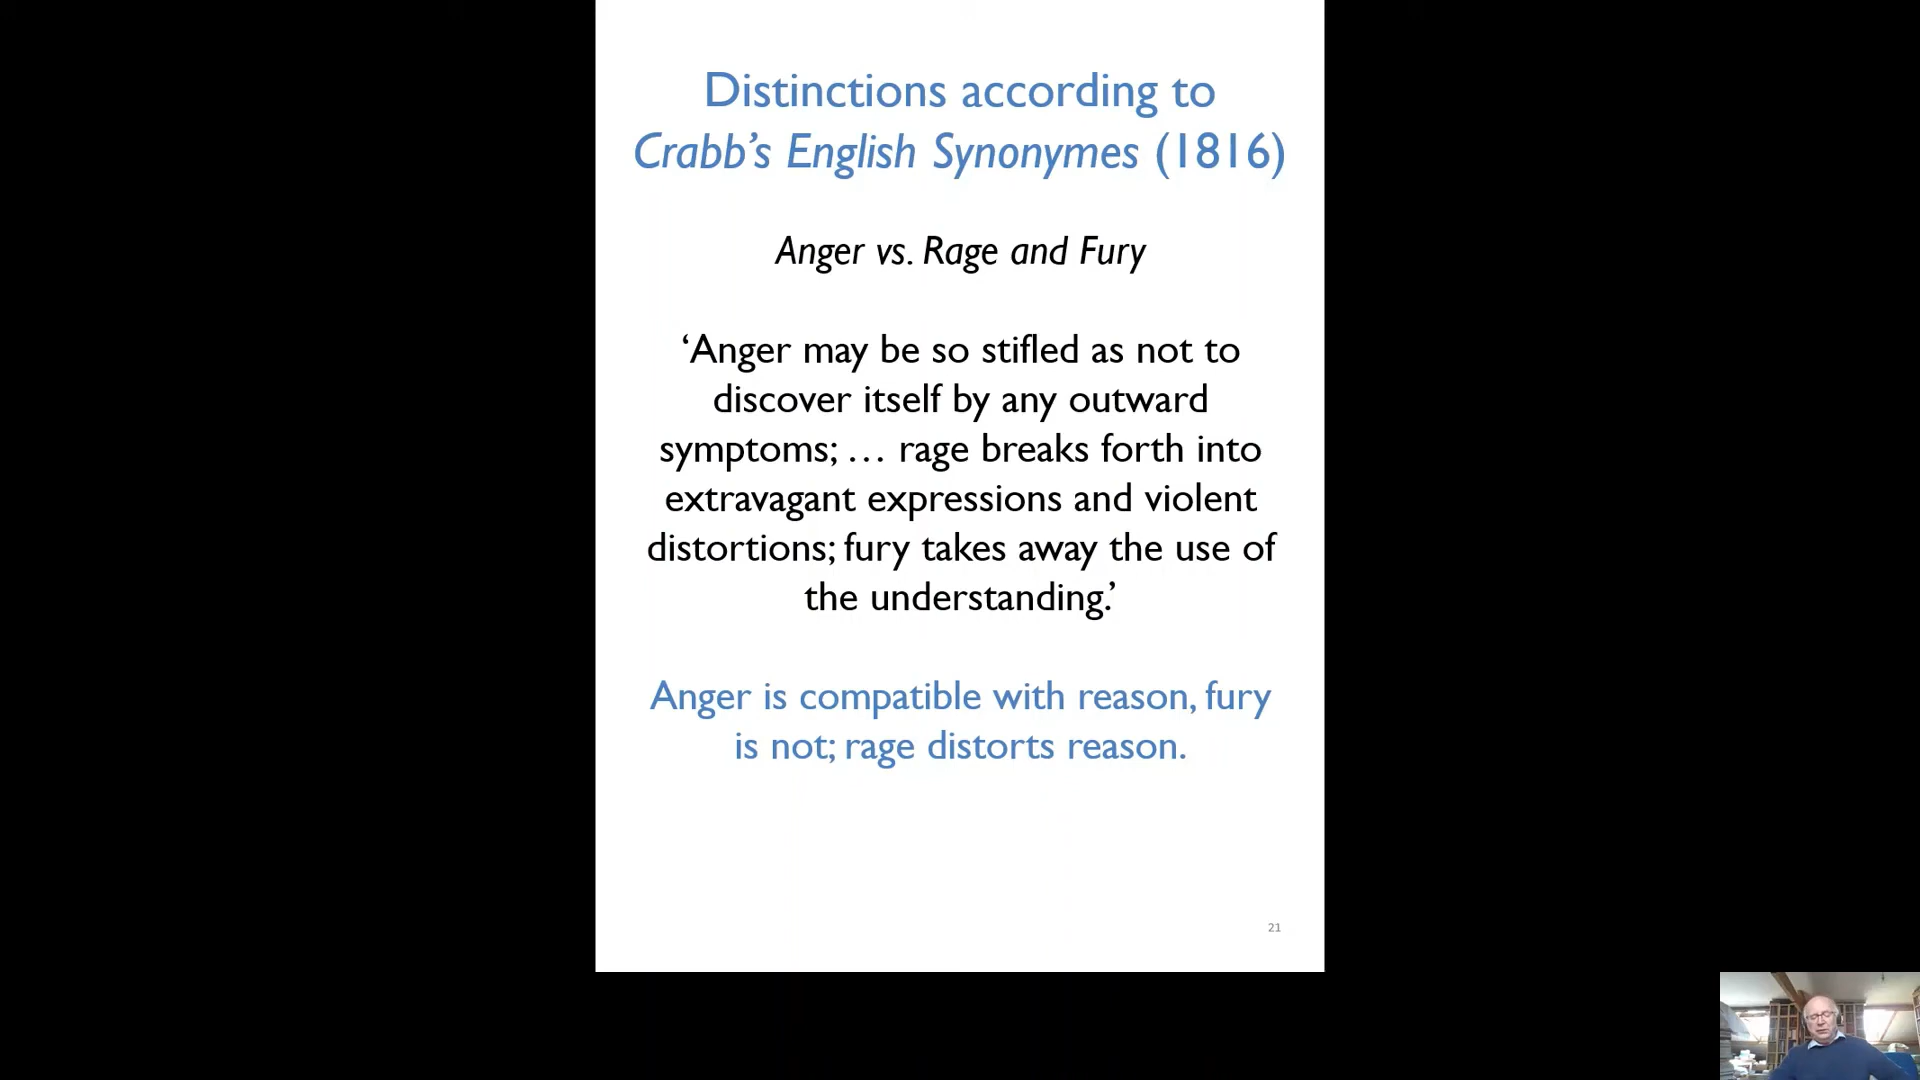 Distinctions according to
Crabb’s English Synonymes (1816)
Anger vs. Rage and Fury
‘Anger may be so stifled as not to
discover itself by any outward
symptoms; … rage breaks forth into
extravagant expressions and violent
distortions; fury takes away the use of
the understanding.’
Anger is compatible with reason, fury
is not; rage distorts reason.
21